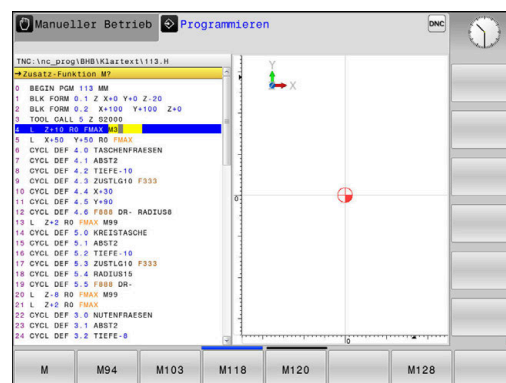 Manueller Betrieb
Programmieren
DNC
TNC:\nc_prog\BHB\Klartext\113.H
→Zusatz-Funktion M?
0 BEGIN PGM 113 MM
1 BLK FORM 0.1 Z X+0 Y+0 Z-20
2 BLK FORM 0.2 X+100 Y+100 Z+0
3 TOOL CALL 5 Z S2000
4 L Z+10 R0 FMAX M3
5 L X+50 Y+50 R0 FMAX
6 CYCL DEF 4.0 TASCHENFRAESEN
7 CYCL DEF 4.1 ABST2
8 CYCL DEF 4.2 TIEFE-10
9 CYCL DEF 4.3 ZUSTLG10 F333
10 CYCL DEF 4.4 X+30
11 CYCL DEF 4.5 Y+90
12 CYCL DEF 4.6 F888 DR- RADIUS8
13 L Z+2 R0 FMAX M99
14 CYCL DEF 5.0 KREISTASCHE
15 CYCL DEF 5.1 ABST2
16 CYCL DEF 5.2 TIEFE-10
17 CYCL DEF 5.3 ZUSTLG10 F333
18 CYCL DEF 5.4 RADIUS15
19 CYCL DEF 5.5 F888 DR-
20 L Z-8 R0 FMAX M99
21 L Z+2 R0 FMAX
22 CYCL DEF 3.0 NUTENFRAESEN
23 CYCL DEF 3.1 ABST2
24 CYCL DEF 3.2 TIEFE-8
Y
X
0
0
M M94 M103 M118 M120 M128